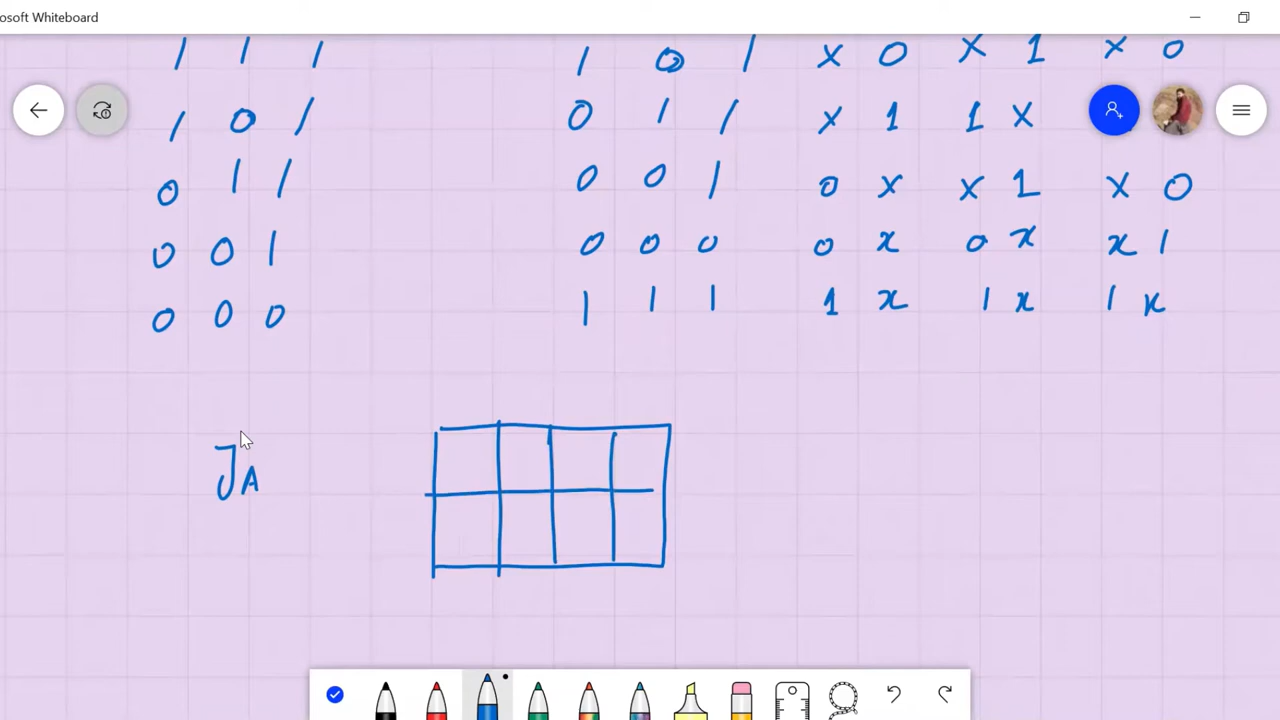 osoft Whiteboard
1 1 1 1 0 1 x 0 x 1 x 0
1 0 1 0 1 1 x 1 1 x
0 1 1 0 0 1 0 x x 1 x 0
0 0 1 0 0 0 0 x 0 x x 1
0 0 0 1 1 1 1 x 1 x 1 x
JA